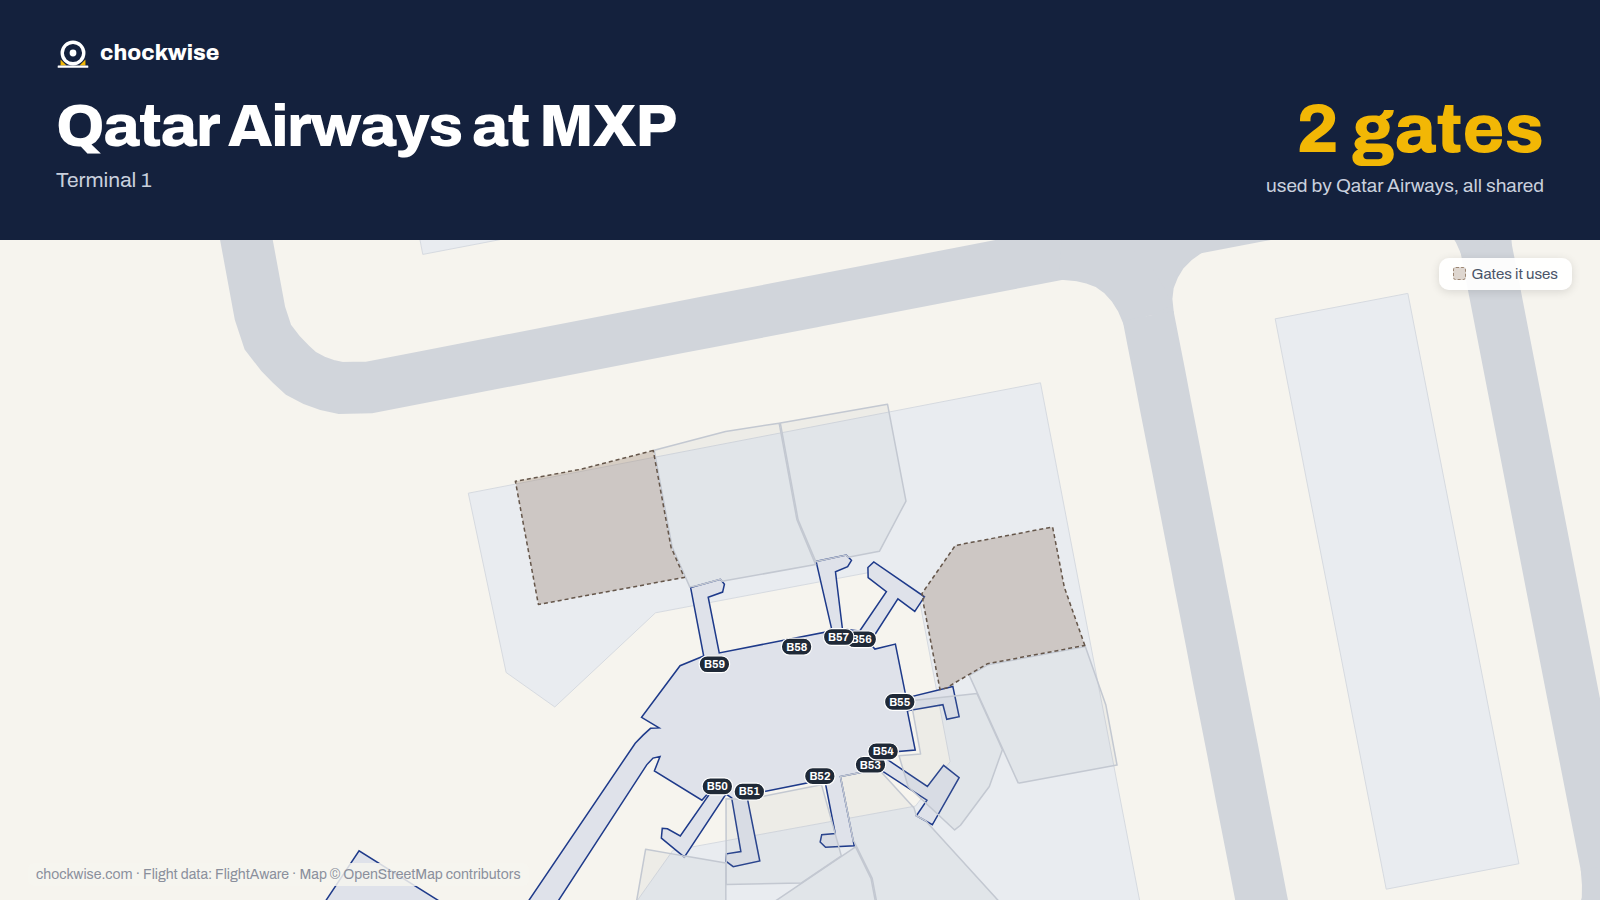 chockwise
Qatar Airways at MXP
Terminal 1
2 gates
used by Qatar Airways, all shared
Gates it uses
B57
B56
B58
B59
B55
B54
B53
B52
B50
B51
chockwise.com · Flight data: FlightAware · Map © OpenStreetMap contributors